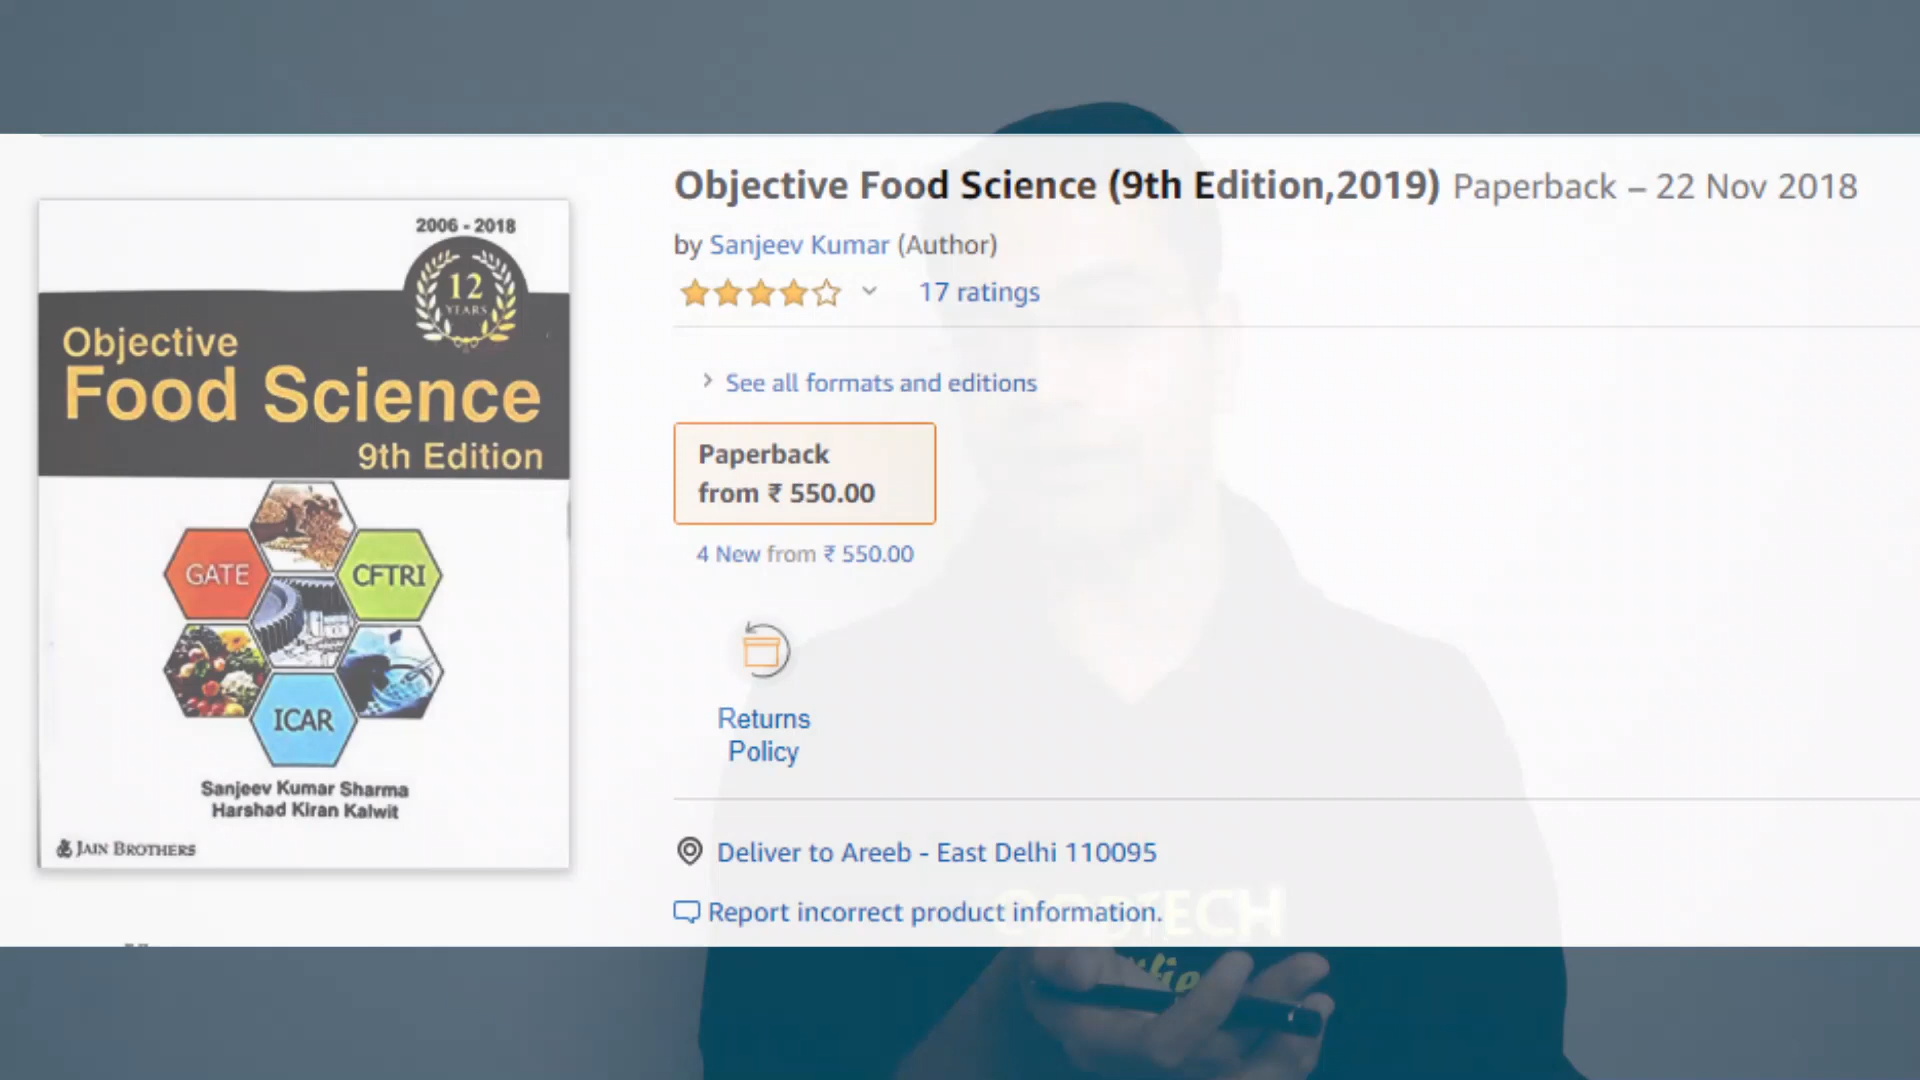 2006 - 2018
12
YEARS
Objective
Food Science
9th Edition
GATE
CFTRI
ICAR
Sanjeev Kumar Sharma
Harshad Kiran Kalwit
JAIN BROTHERS
Objective Food Science (9th Edition,2019) Paperback – 22 Nov 2018
by Sanjeev Kumar (Author)
17 ratings
See all formats and editions
Paperback
from ₹ 550.00
4 New from ₹ 550.00
Returns
Policy
Deliver to Areeb - East Delhi 110095
Report incorrect product information.